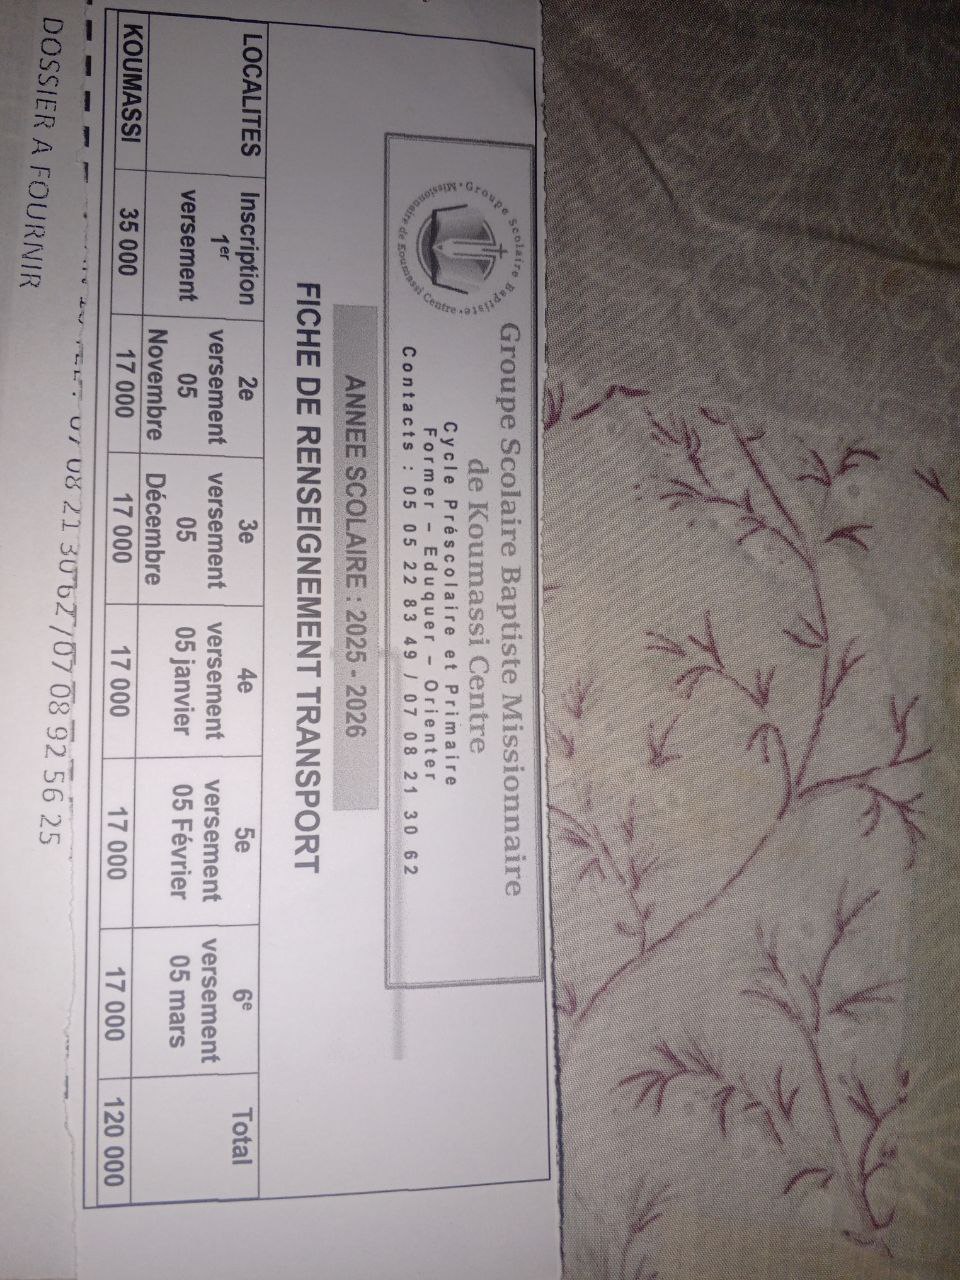 Groupe Scolaire Baptiste Missionnaire de Koumassi Centre
Groupe Scolaire Baptiste Missionnaire
de Koumassi Centre
Cycle Préscolaire et Primaire
Former – Eduquer – Orienter
Contacts : 05 05 22 83 49 / 07 08 21 30 62
ANNEE SCOLAIRE : 2025 - 2026
FICHE DE RENSEIGNEMENT TRANSPORT
LOCALITES Inscription 1er versement 2e versement 05 Novembre 3e versement 05 Décembre 4e versement 05 janvier 5e versement 05 Février 6e versement 05 mars Total
KOUMASSI 35 000 17 000 17 000 17 000 17 000 17 000 120 000
07 08 21 30 62 / 07 08 92 56 25
DOSSIER A FOURNIR